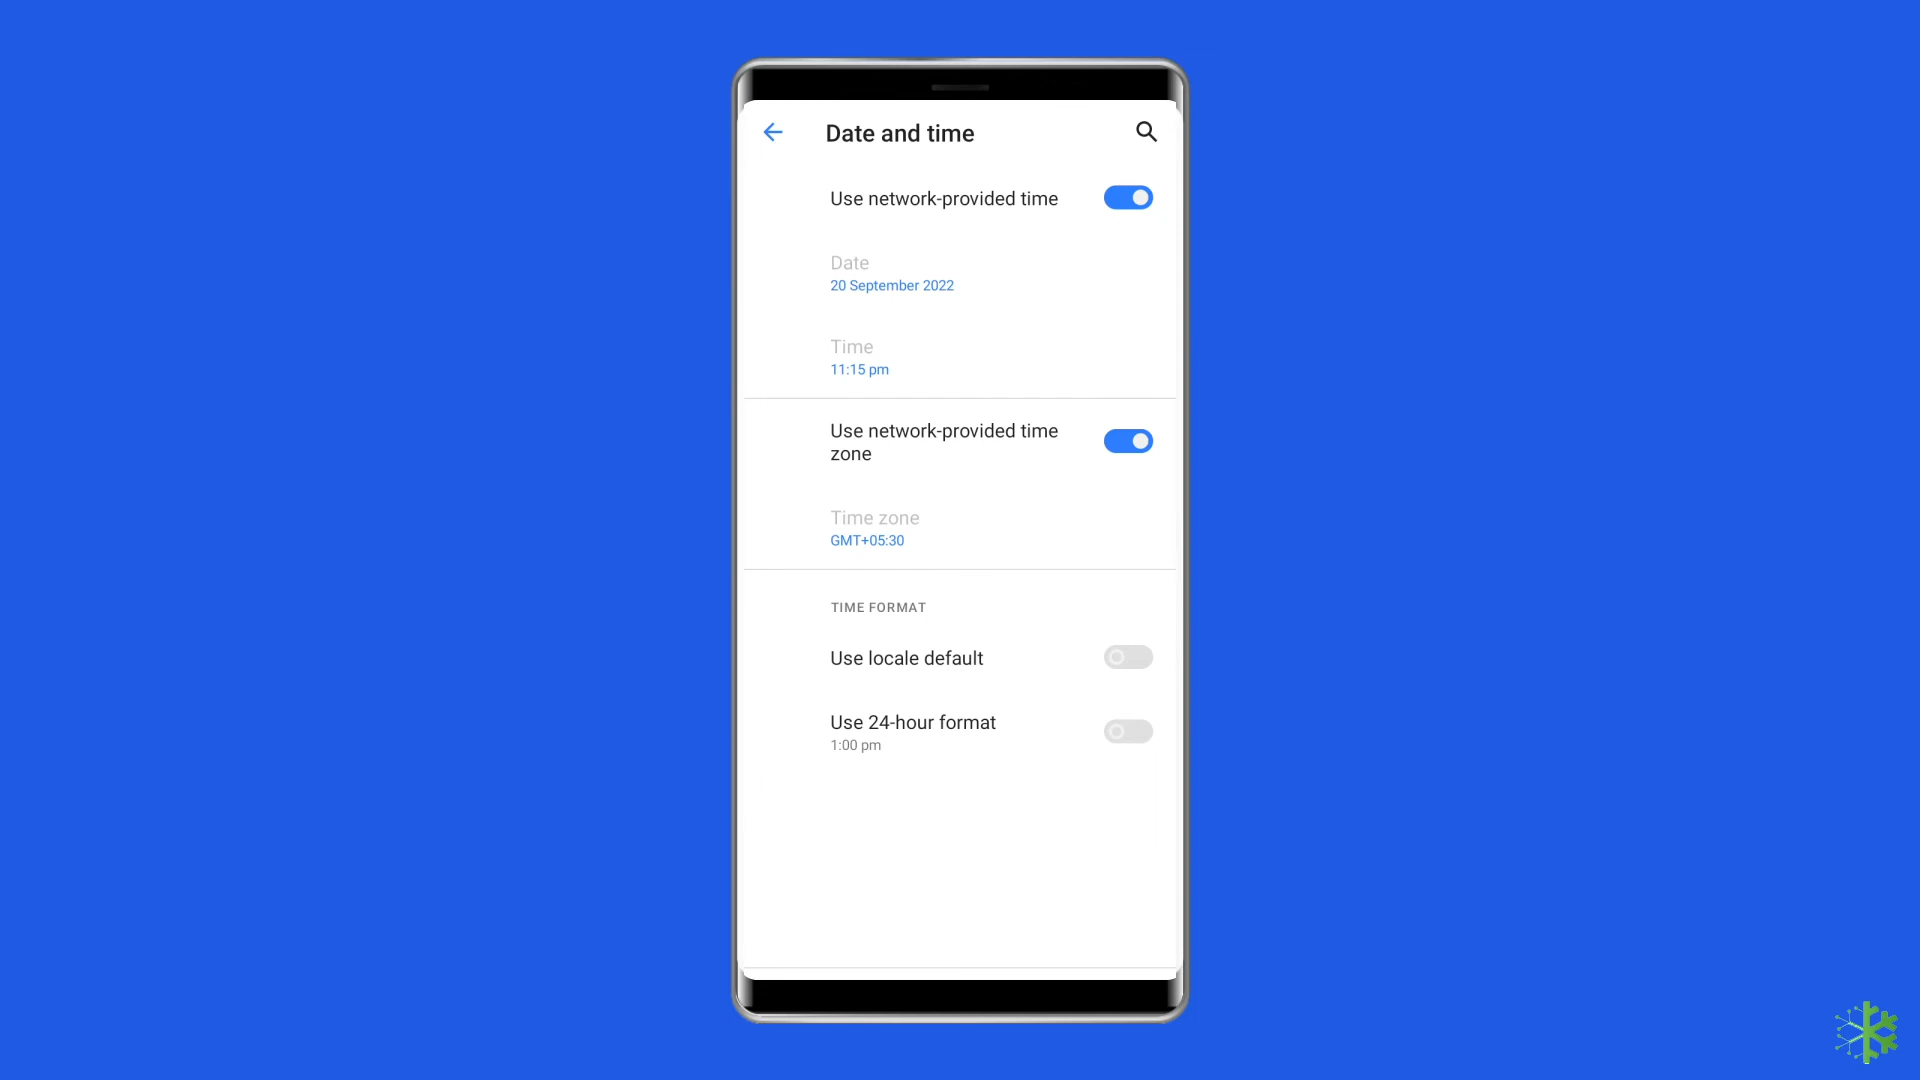 Date and time
Use network-provided time
Date
20 September 2022
Time
11:15 pm
Use network-provided time
zone
Time zone
GMT+05:30
TIME FORMAT
Use locale default
Use 24-hour format
1:00 pm